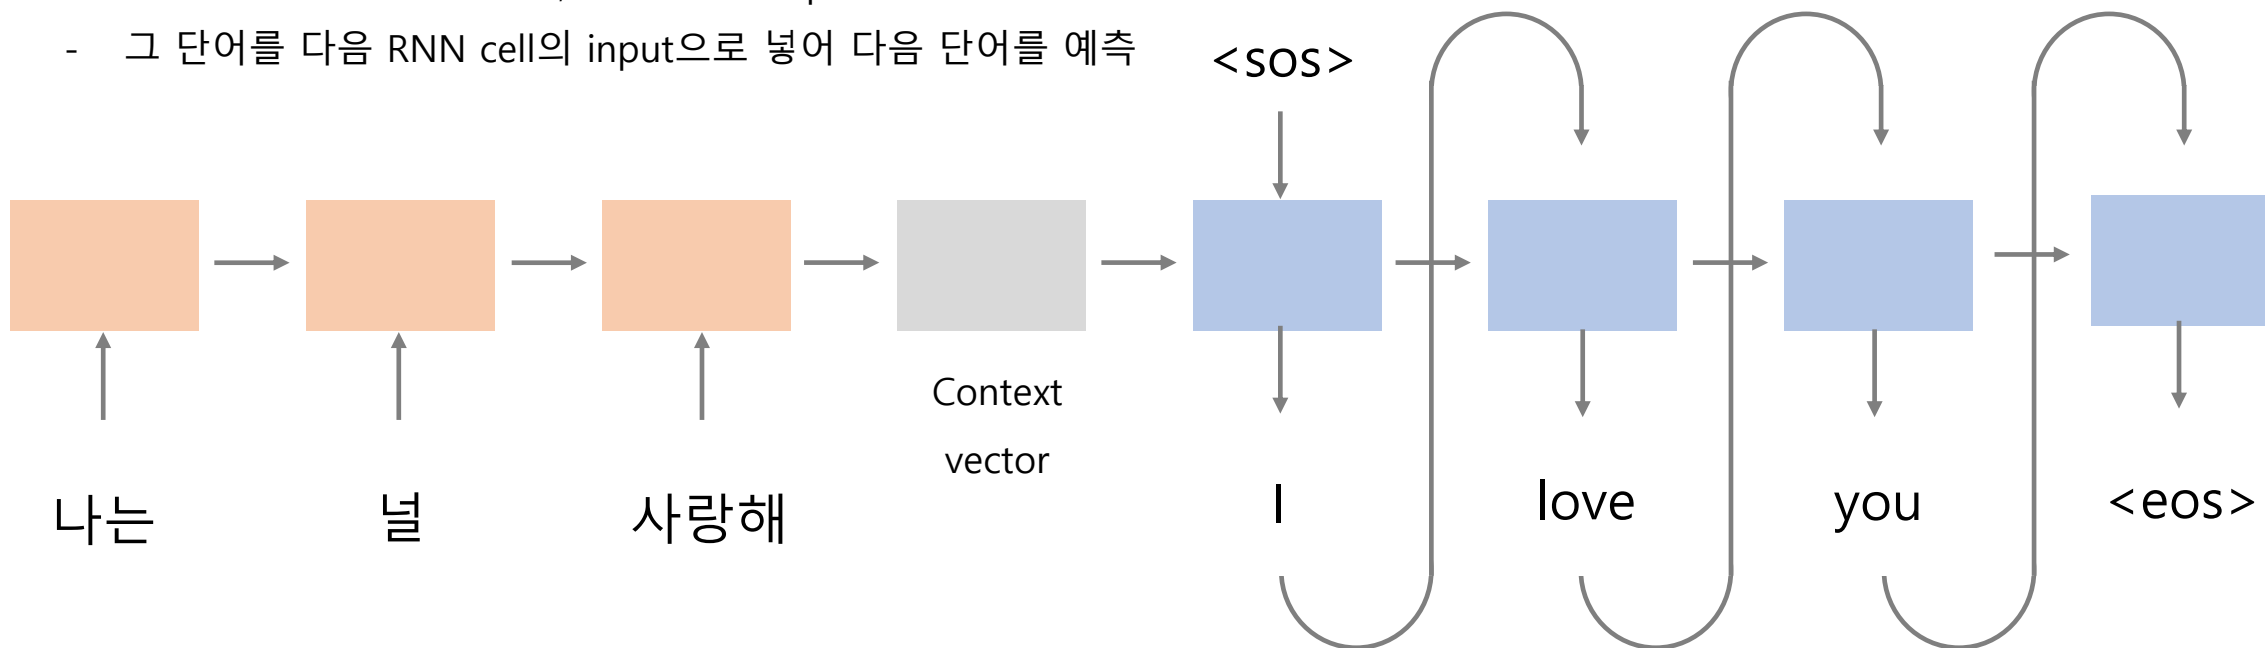 - 그 단어를 다음 RNN cell의 input으로 넣어 다음 단어를 예측
<sos>
Context
vector
나는 널 사랑해 I love you <eos>